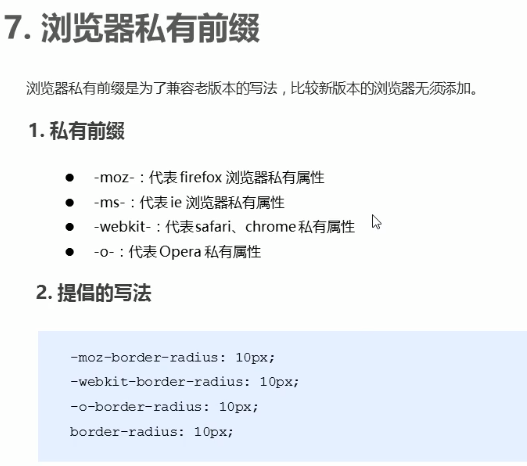 7. 浏览器私有前缀
浏览器私有前缀是为了兼容老版本的写法，比较新版本的浏览器无须添加。
1. 私有前缀
● -moz-：代表 firefox 浏览器私有属性
● -ms-：代表 ie 浏览器私有属性
● -webkit-：代表 safari、chrome 私有属性
● -o-：代表 Opera 私有属性
2. 提倡的写法
-moz-border-radius: 10px;
-webkit-border-radius: 10px;
-o-border-radius: 10px;
border-radius: 10px;